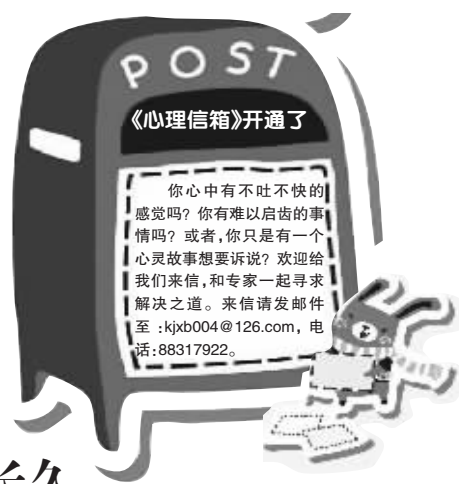 POST
《心理信箱》开通了
你心中有不吐不快的
感觉吗？你有难以启齿的事
情吗？或者，你只是有一个
心灵故事想要诉说？欢迎给
我们来信，和专家一起寻求
解决之道。来信请发邮件
至：kjxb004@126.com，电
话：88317922。